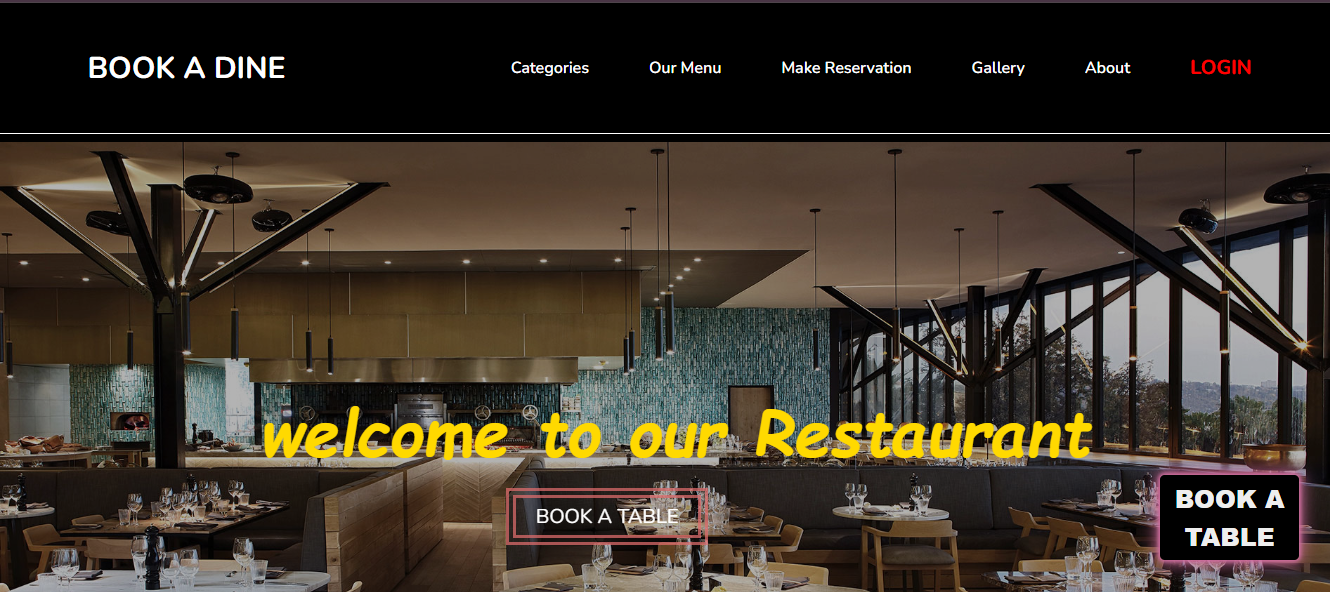 BOOK A DINE
Categories
Our Menu
Make Reservation
Gallery
About
LOGIN
welcome to our Restaurant
BOOK A TABLE
BOOK A
TABLE